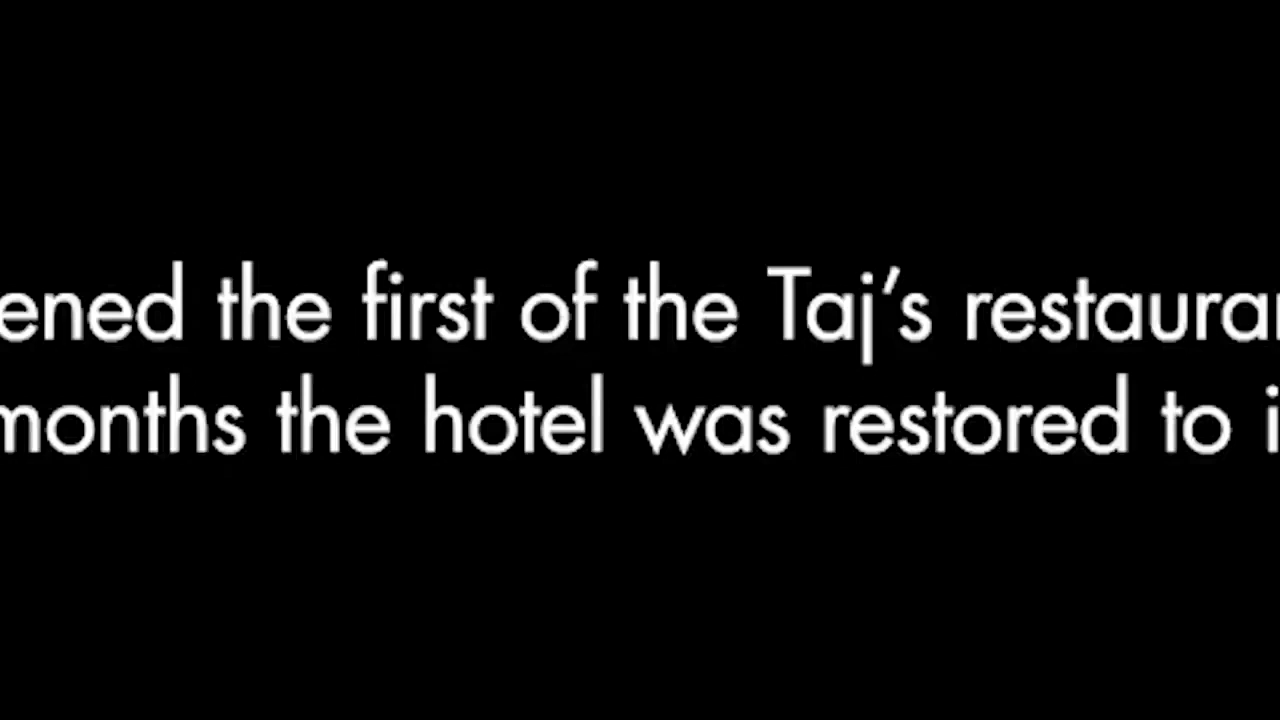 ened the first of the Taj’s restauran
months the hotel was restored to i